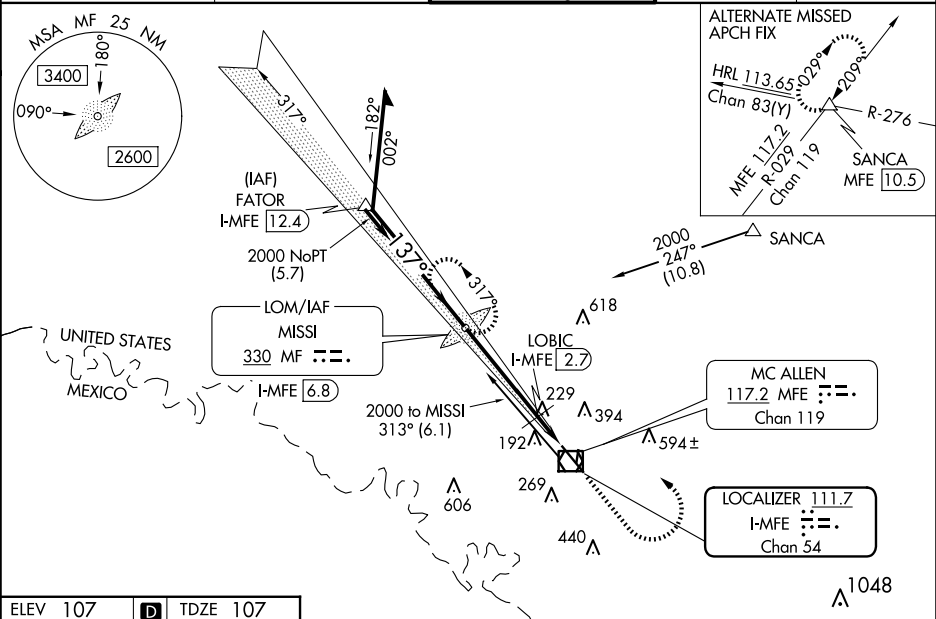 MSA MF 25 NM
180°
3400
090°
2600
317°
182°
002°
(IAF)
FATOR
I-MFE 12.4
2000 NoPT
(5.7)
137°
317°
LOM/IAF
MISSI
330 MF
I-MFE 6.8
UNITED STATES
MEXICO
2000 to MISSI
313° (6.1)
LOBIC
I-MFE 2.7
618
229
394
192
594±
269
606
440
1048
2000
247°
(10.8)
SANCA
MC ALLEN
117.2 MFE
Chan 119
LOCALIZER 111.7
I-MFE
Chan 54
ALTERNATE MISSED
APCH FIX
HRL 113.65
Chan 83(Y)
029°
209°
R-276
MFE 117.2
R-029
Chan 119
SANCA
MFE 10.5
ELEV 107 D TDZE 107